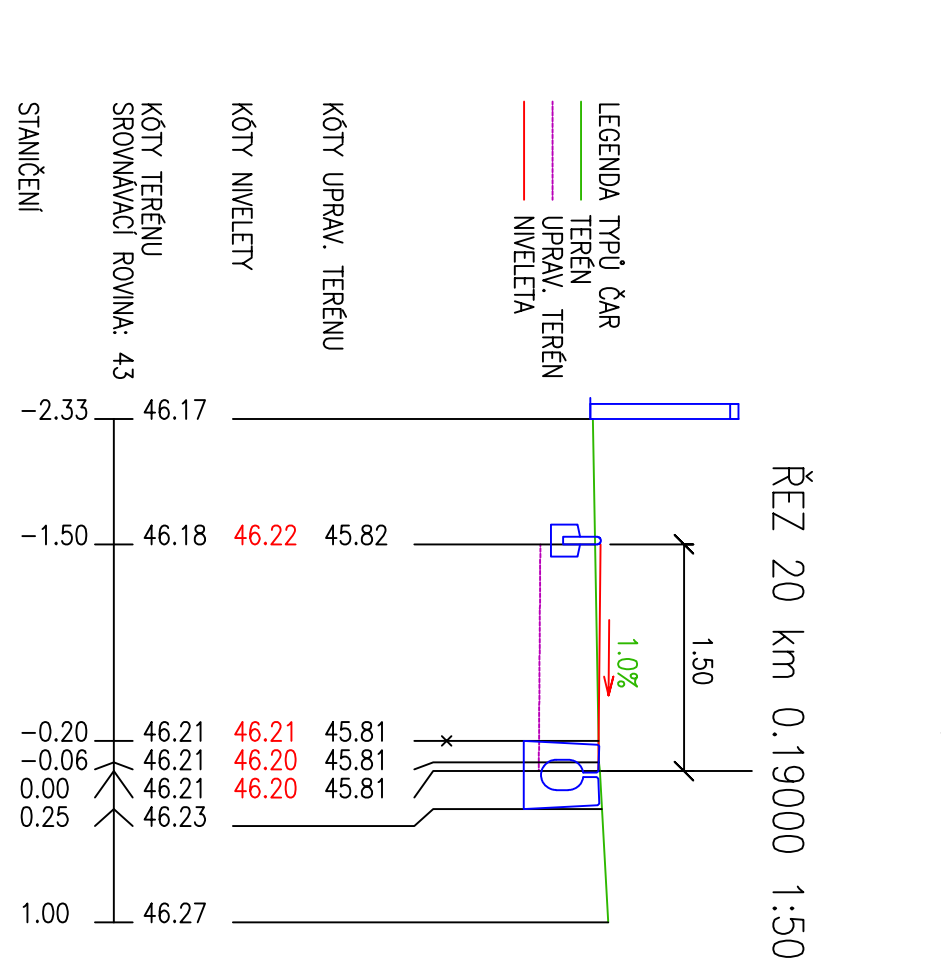 ŘEZ 20 km 0.19000 1:50
1.50
1.0%
LEGENDA TYPŮ ČAR
TERÉN
UPRAV. TERÉN
NIVELETA
KÓTY UPRAV. TERÉNU
45.82
45.81
45.81
45.81
KÓTY NIVELETY
46.22
46.21
46.20
46.20
KÓTY TERÉNU
46.17
46.18
46.21
46.21
46.21
46.23
46.27
SROVNÁVACÍ ROVINA: 43
STANIČENÍ
-2.33
-1.50
-0.20
-0.06
0.00
0.25
1.00